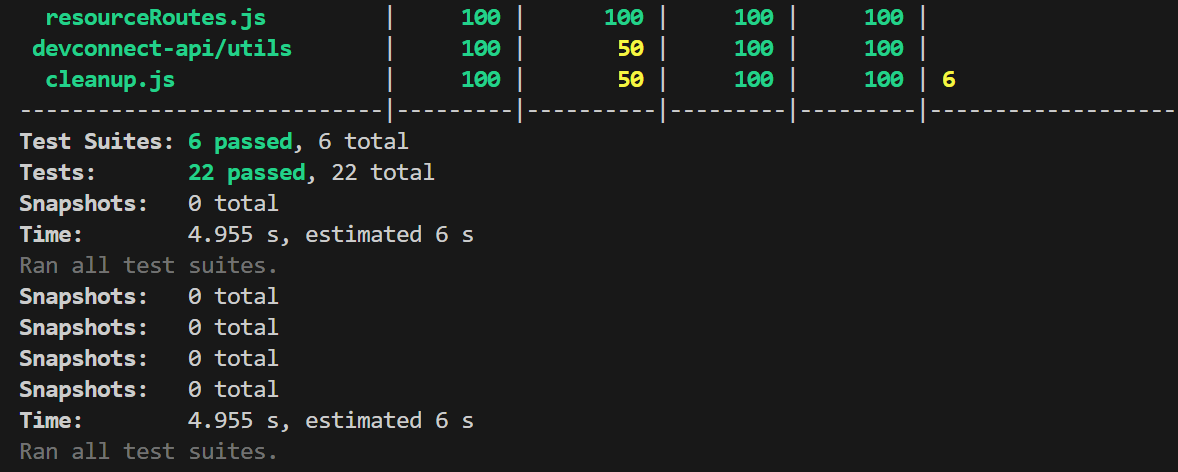 resourceRoutes.js | 100 | 100 | 100 | 100 |
devconnect-api/utils | 100 | 50 | 100 | 100 |
cleanup.js | 100 | 50 | 100 | 100 | 6
----------------------------|---------|----------|---------|---------|-------------------
Test Suites: 6 passed, 6 total
Tests: 22 passed, 22 total
Snapshots: 0 total
Time: 4.955 s, estimated 6 s
Ran all test suites.
Snapshots: 0 total
Snapshots: 0 total
Snapshots: 0 total
Snapshots: 0 total
Time: 4.955 s, estimated 6 s
Ran all test suites.